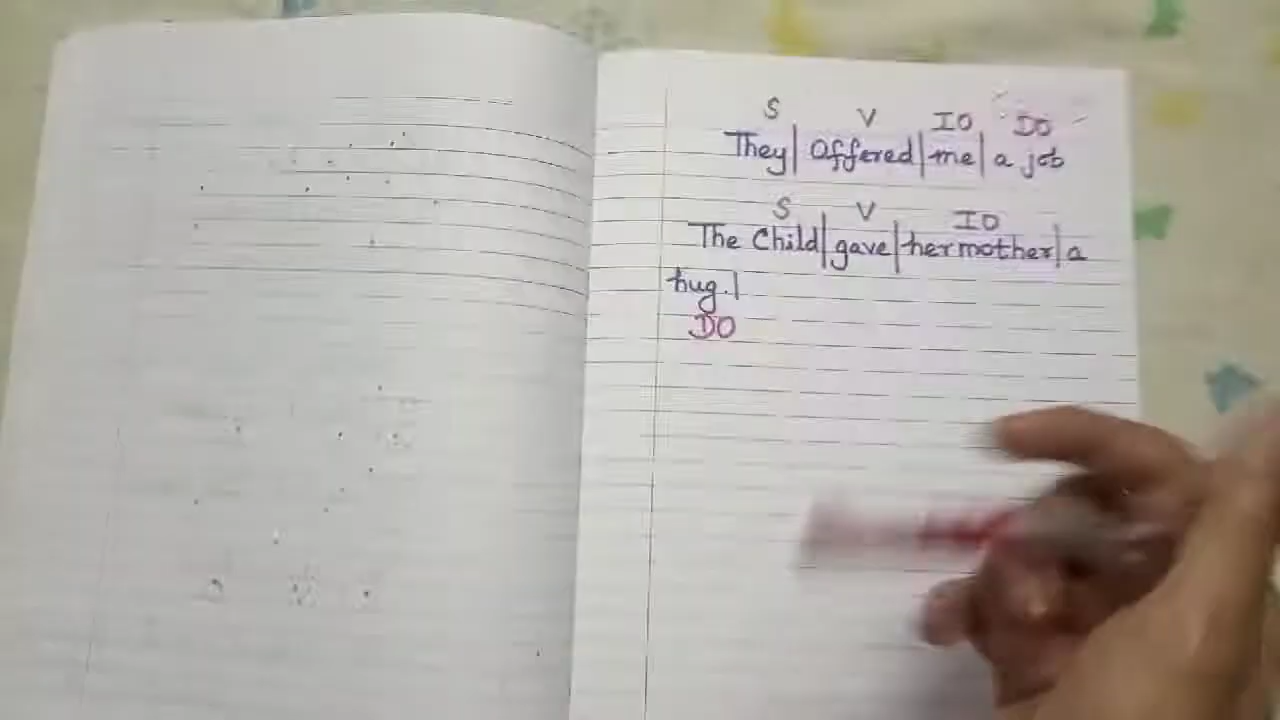 S V IO DO
They| Offered| me| a job
S V IO
The Child| gave| her mother| a
hug.|
DO